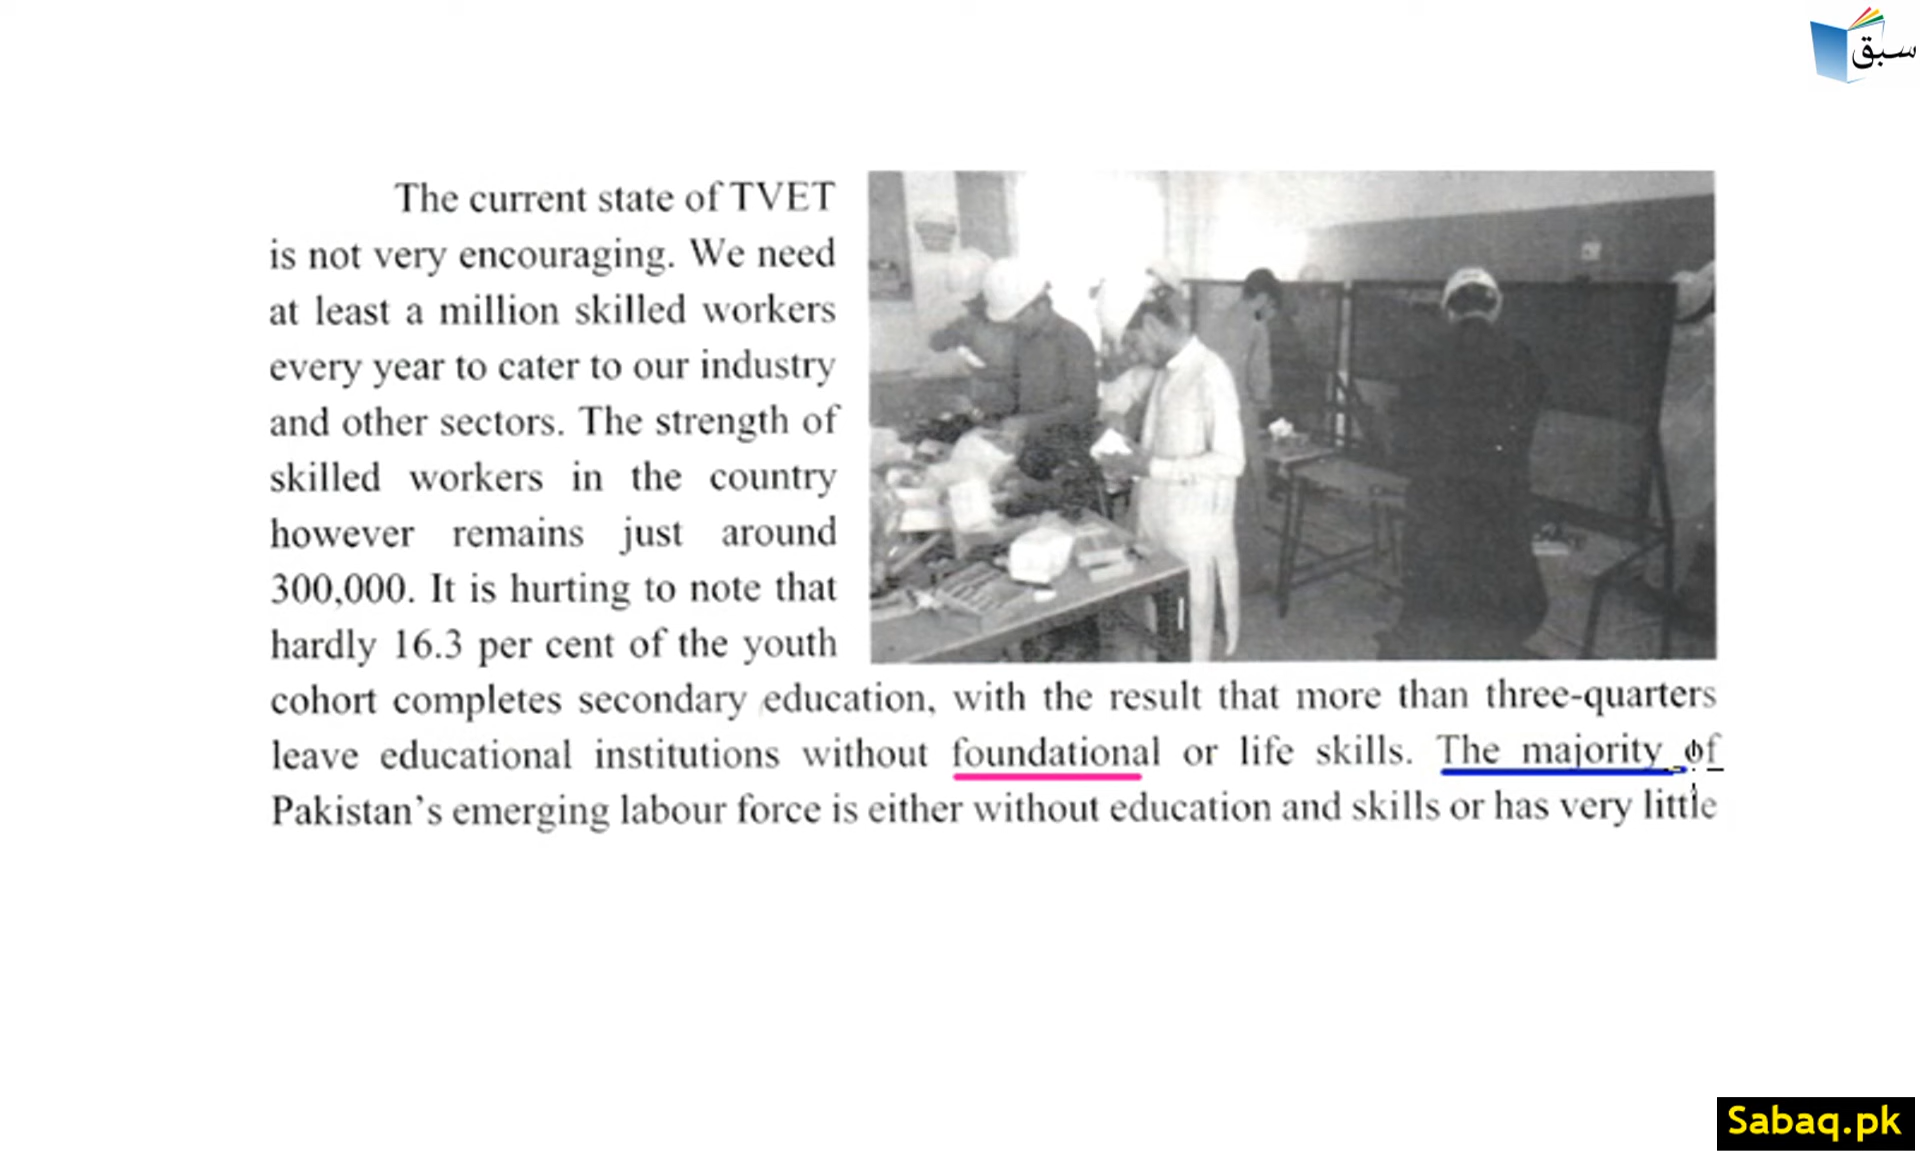 سبق
The current state of TVET
is not very encouraging. We need
at least a million skilled workers
every year to cater to our industry
and other sectors. The strength of
skilled workers in the country
however remains just around
300,000. It is hurting to note that
hardly 16.3 per cent of the youth
cohort completes secondary education, with the result that more than three-quarters
leave educational institutions without foundational or life skills. The majority of
Pakistan's emerging labour force is either without education and skills or has very little
Sabaq.pk